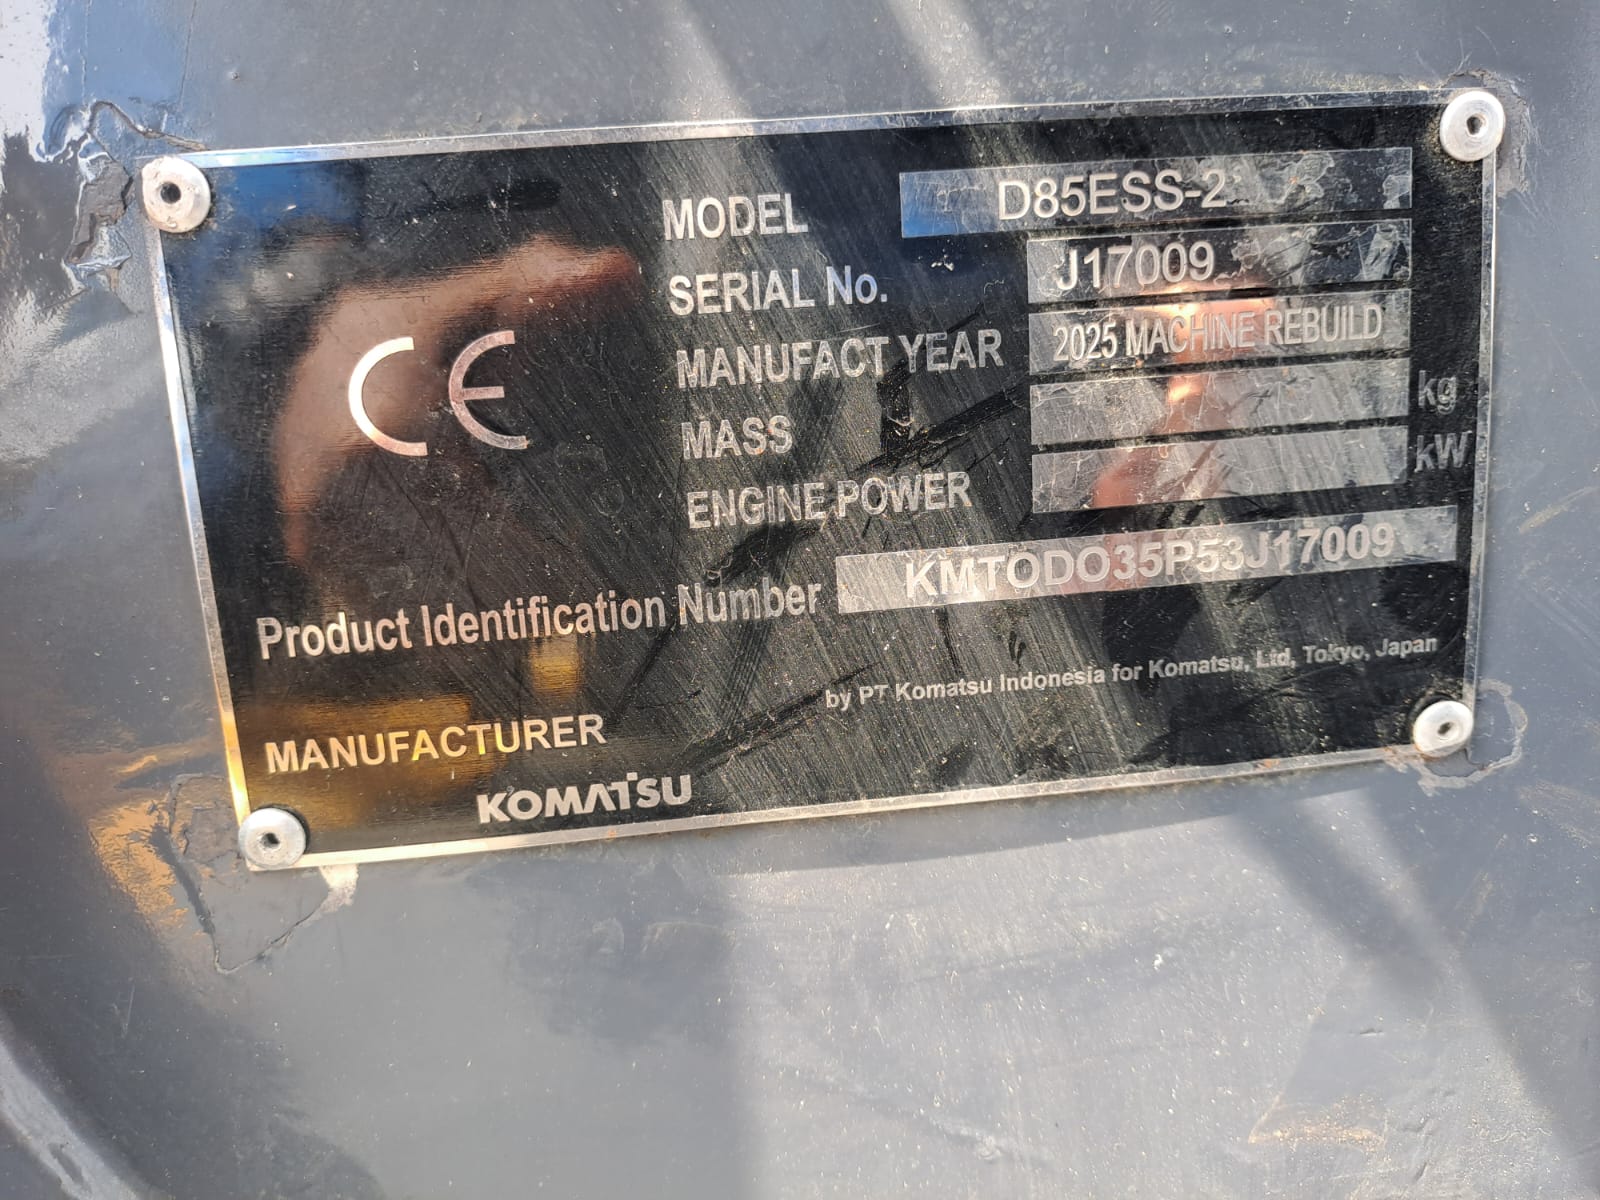 CE
MODEL D85ESS-2
SERIAL No. J17009
MANUFACT YEAR 2025 MACHINE REBUILD
MASS kg
ENGINE POWER kW
Product Identification Number KMTODO35P53J17009
by PT Komatsu Indonesia for Komatsu, Ltd, Tokyo, Japan
MANUFACTURER
KOMATSU